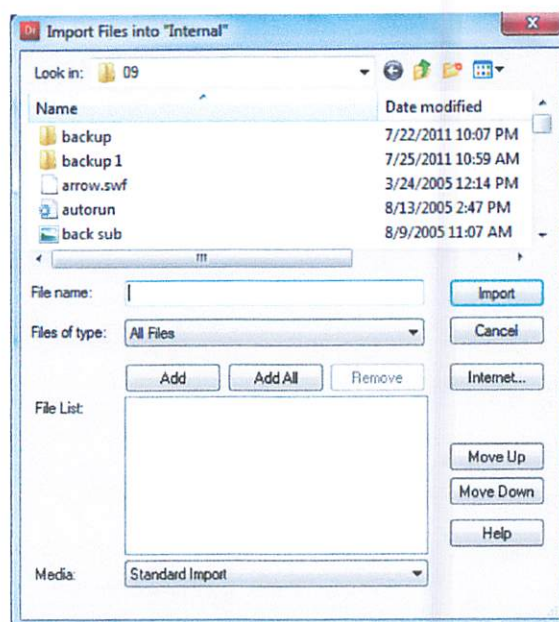 Dr Import Files into "Internal"
Look in: 09
Name Date modified
backup 7/22/2011 10:07 PM
backup 1 7/25/2011 10:59 AM
arrow.swf 3/24/2005 12:14 PM
autorun 8/13/2005 2:47 PM
back sub 8/9/2005 11:07 AM
File name: Import
Files of type: All Files Cancel
Add Add All Remove Internet...
File List:
Move Up
Move Down
Help
Media: Standard Import